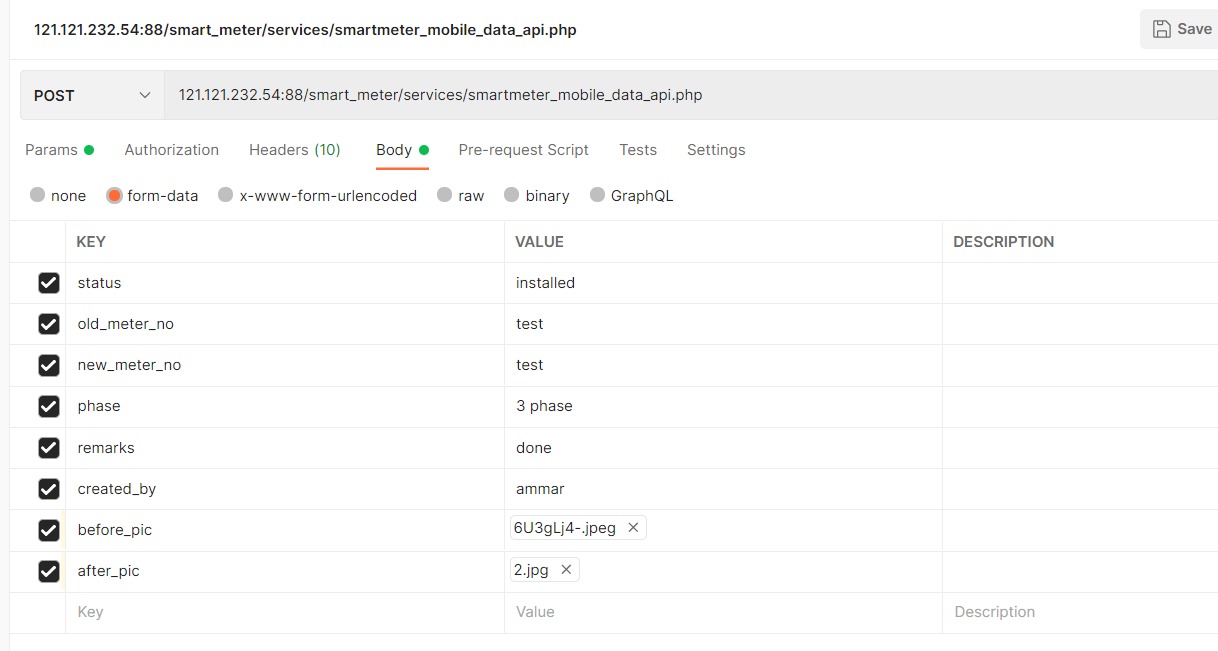 121.121.232.54:88/smart_meter/services/smartmeter_mobile_data_api.php
Save
POST
121.121.232.54:88/smart_meter/services/smartmeter_mobile_data_api.php
Params Authorization Headers (10) Body Pre-request Script Tests Settings
none form-data x-www-form-urlencoded raw binary GraphQL
KEY VALUE DESCRIPTION
status installed
old_meter_no test
new_meter_no test
phase 3 phase
remarks done
created_by ammar
before_pic 6U3gLj4-.jpeg
after_pic 2.jpg
Key Value Description